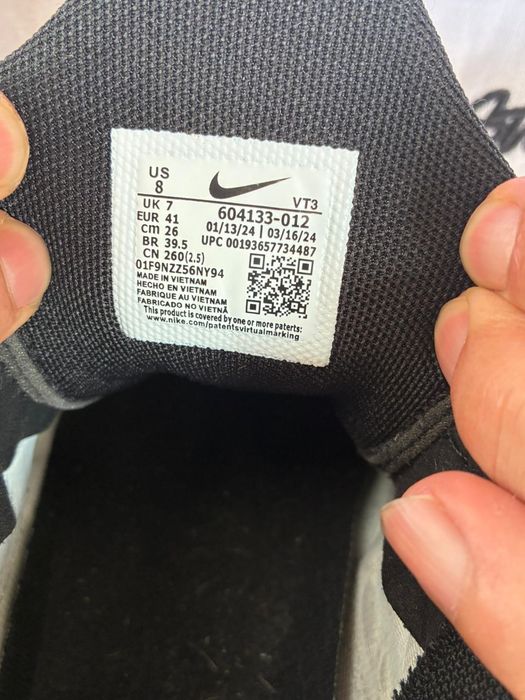 US
8
VT3
UK 7
604133-012
EUR 41
01/13/24 | 03/16/24
cm 26
UPC 00193657734487
BR 39.5
CN 260(2.5)
01F9NZZ56NY94
MADE IN VIETNAM
HECHO EN VIETNAM
FABRIQUE AU VIETNAM
FABRICADO NO VIETNÃ
This product is covered by one or more paterts:
www.nike.com/patentsvirtualmarking